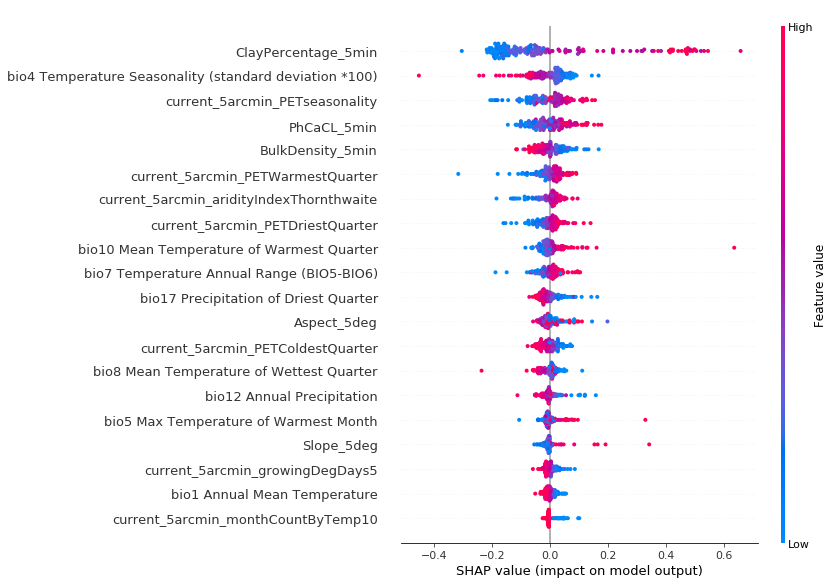 High
ClayPercentage_5min
bio4 Temperature Seasonality (standard deviation *100)
current_5arcmin_PETseasonality
PhCaCL_5min
BulkDensity_5min
current_5arcmin_PETWarmestQuarter
current_5arcmin_aridityIndexThornthwaite
current_5arcmin_PETDriestQuarter
bio10 Mean Temperature of Warmest Quarter
bio7 Temperature Annual Range (BIO5-BIO6)
bio17 Precipitation of Driest Quarter
Aspect_5deg
current_5arcmin_PETColdestQuarter
bio8 Mean Temperature of Wettest Quarter
bio12 Annual Precipitation
bio5 Max Temperature of Warmest Month
Slope_5deg
current_5arcmin_growingDegDays5
bio1 Annual Mean Temperature
current_5arcmin_monthCountByTemp10
Feature value
Low
−0.4 −0.2 0.0 0.2 0.4 0.6
SHAP value (impact on model output)